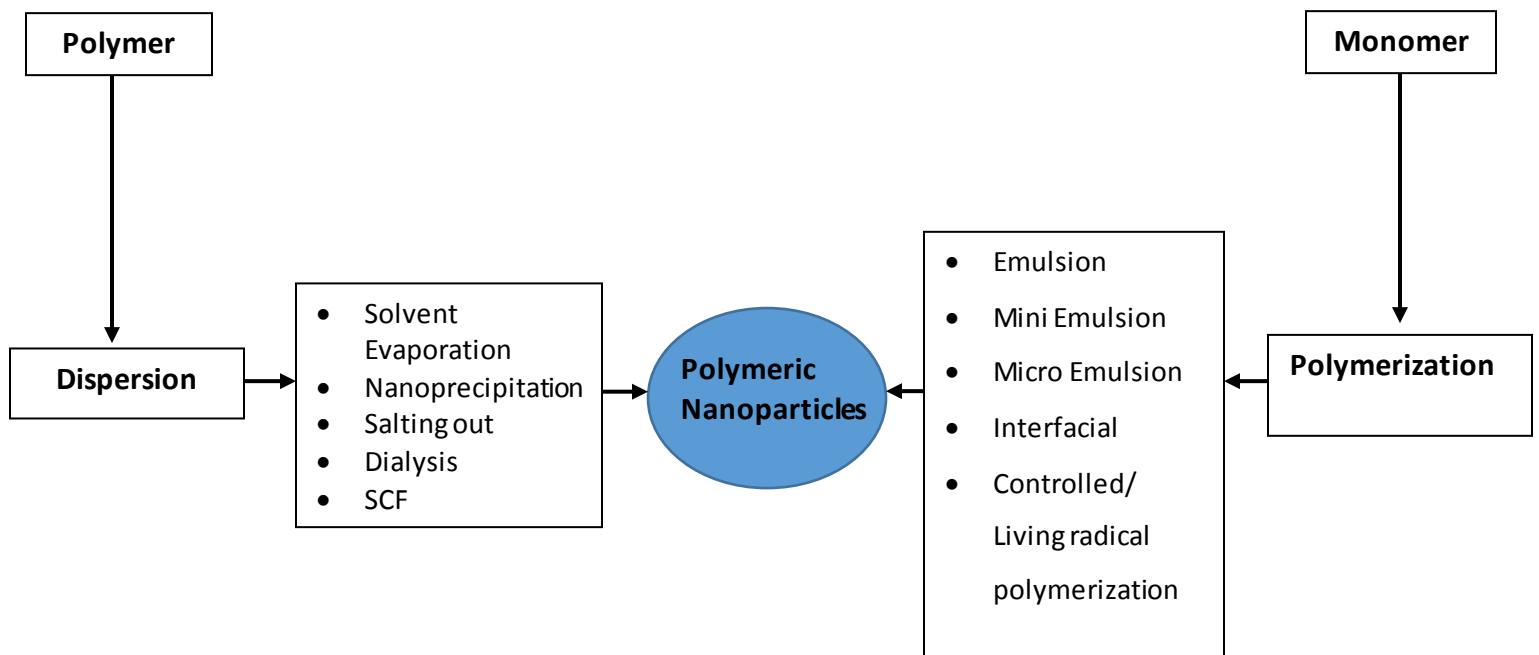 Polymer
Monomer
Dispersion
• Solvent
Evaporation
• Nanoprecipitation
• Salting out
• Dialysis
• SCF
Polymeric
Nanoparticles
• Emulsion
• Mini Emulsion
• Micro Emulsion
• Interfacial
• Controlled/
Living radical
polymerization
Polymerization